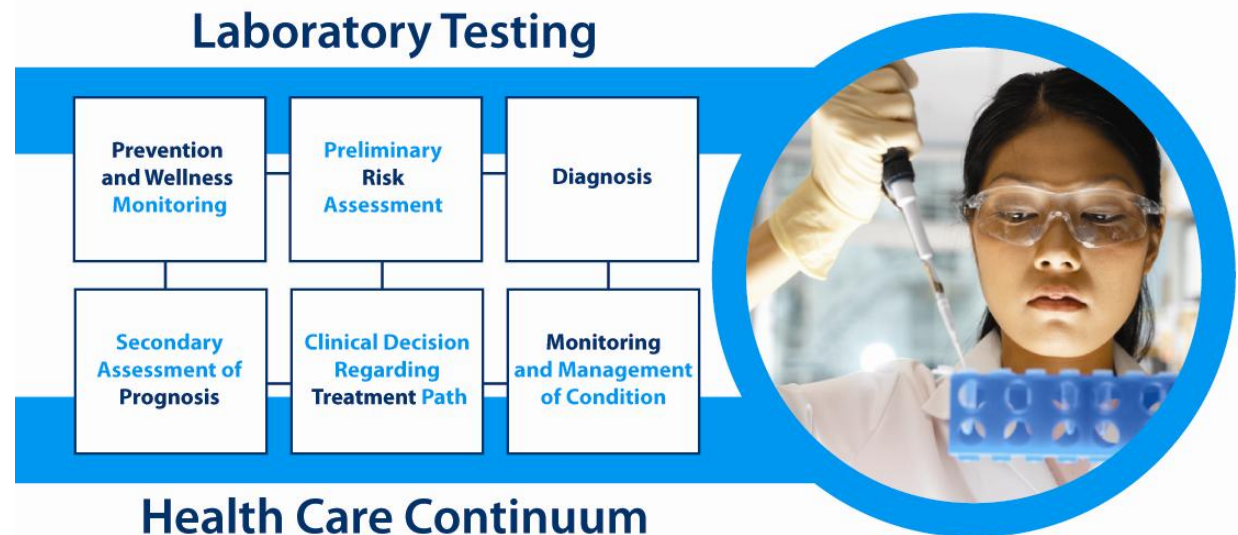 Laboratory Testing
Prevention
and Wellness
Monitoring
Preliminary
Risk
Assessment
Diagnosis
Secondary
Assessment of
Prognosis
Clinical Decision
Regarding
Treatment Path
Monitoring
and Management
of Condition
Health Care Continuum